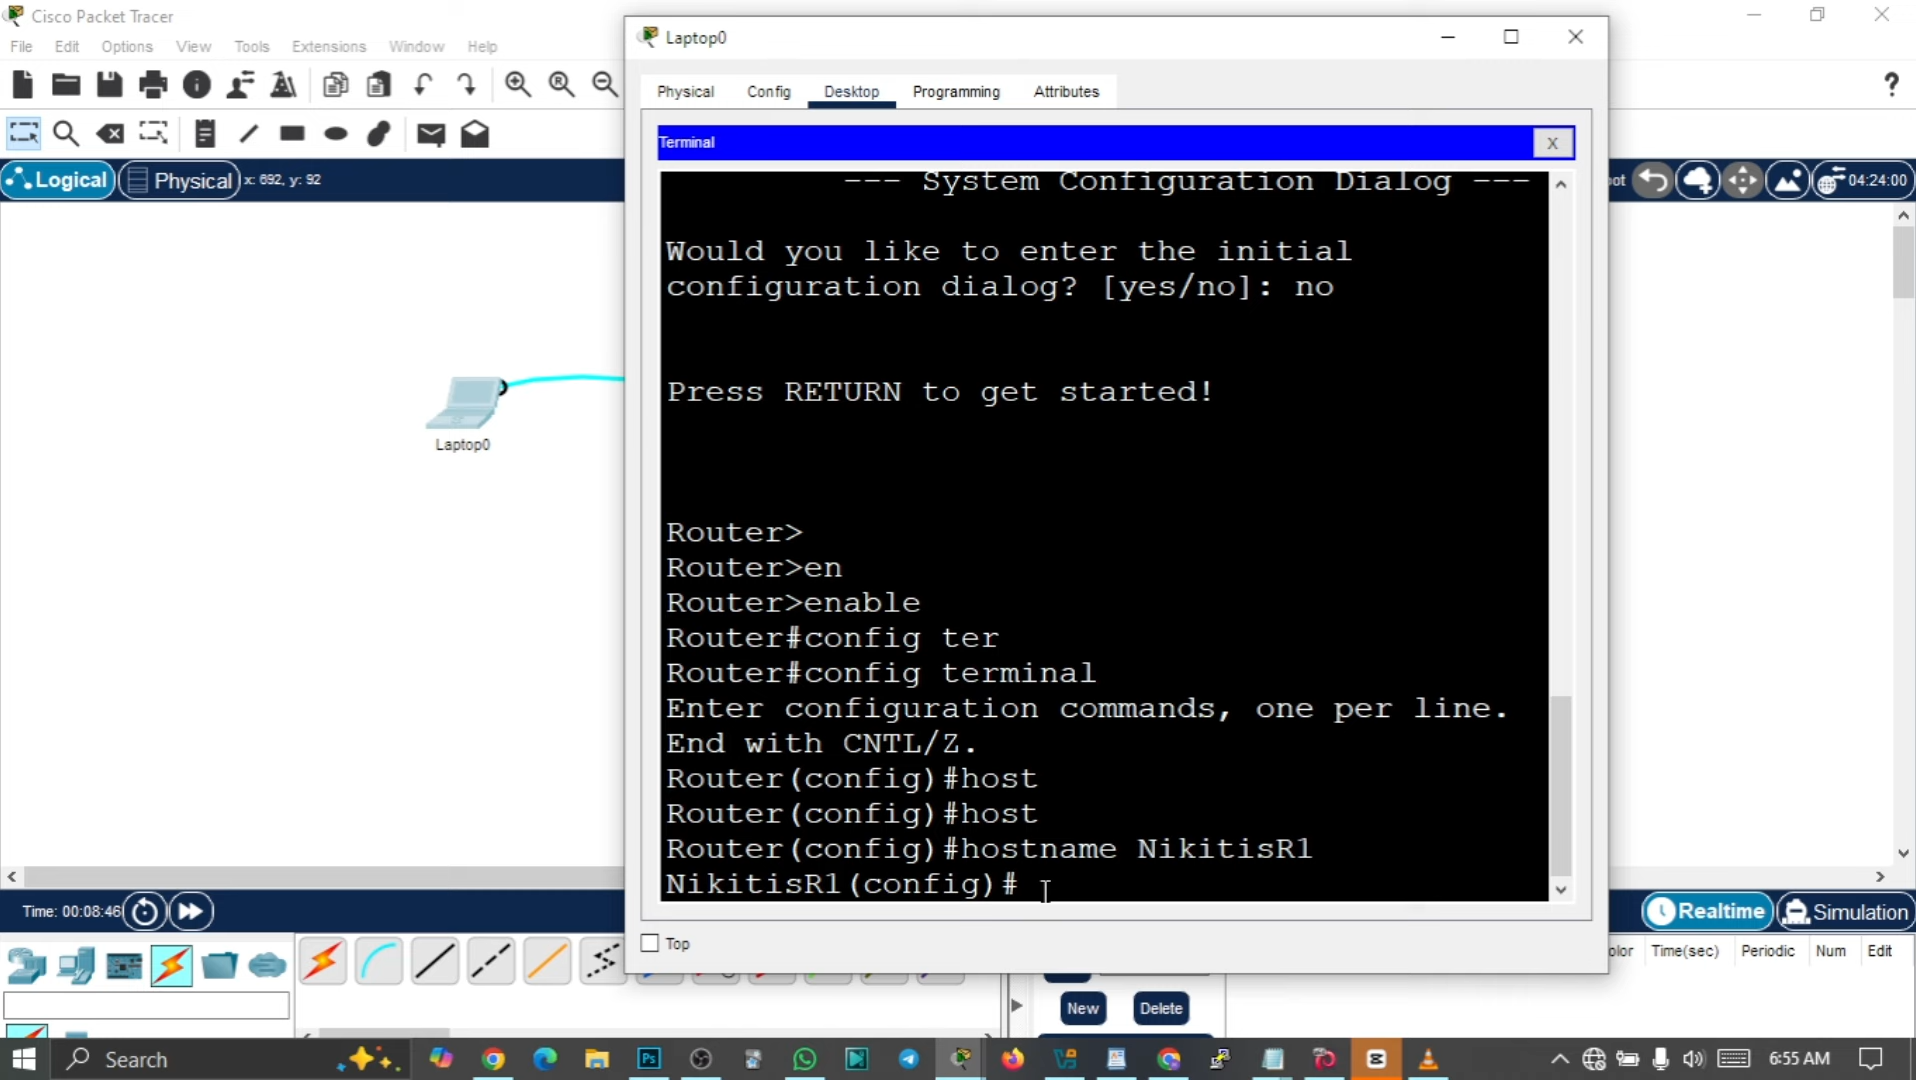 Cisco Packet Tracer
File Edit Options View Tools Extensions Window Help
Logical
Physical
x: 692, y: 92
04:24:00
Laptop0
Laptop0
Physical Config Desktop Programming Attributes
Terminal
X
--- System Configuration Dialog ---
Would you like to enter the initial
configuration dialog? [yes/no]: no
Press RETURN to get started!
Router>
Router>en
Router>enable
Router#config ter
Router#config terminal
Enter configuration commands, one per line.
End with CNTL/Z.
Router(config)#host
Router(config)#host
Router(config)#hostname NikitisR1
NikitisR1(config)#
Top
Time: 00:08:46
Realtime
Simulation
Time(sec) Periodic Num Edit
New
Delete
Search
Ps
6:55 AM